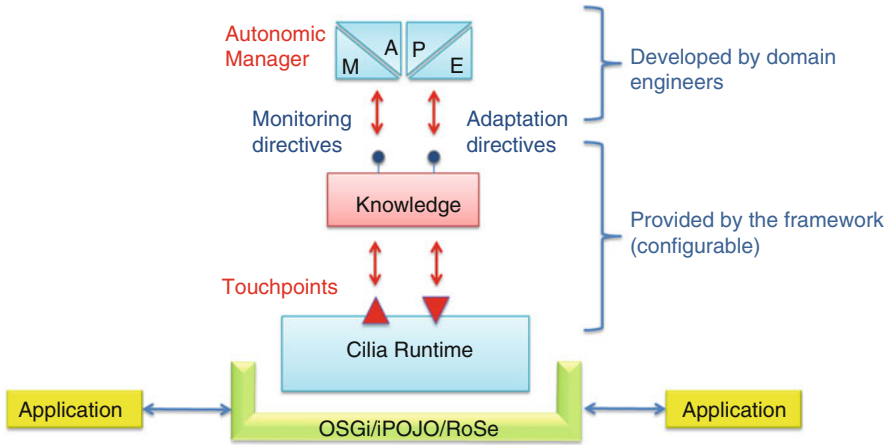 Autonomic
Manager
M
A
P
E
Developed by domain
engineers
Monitoring
directives
Adaptation
directives
Knowledge
Provided by the framework
(configurable)
Touchpoints
Cilia Runtime
Application
OSGi/iPOJO/RoSe
Application